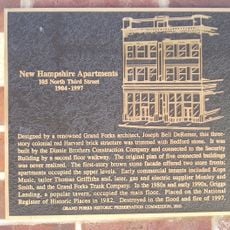 New Hampshire Apartments
105 North Third Street
1904 - 1997
Designed by a renowned Grand Forks architect, Joseph Bell DeRemer, this three-
story colonial red Harvard brick structure was trimmed with Bedford stone. It was
built by the Dinnie Brothers Construction Company and connected to the Security
Building by a second floor walkway. The original plan of five connected buildings
was never realized. The first-story brown stone facade offered two store fronts;
apartments occupied the upper levels. Early commercial tenants included Kops
Music, tailor Thomas Griffiths and, later, gas and electric supplier Mosley and
Smith, and the Grand Forks Trunk Company. In the 1980s and early 1990s, Griggs
Landing, a popular tavern, occupied the main floor. Placed on the National
Register of Historic Places in 1982. Destroyed in the flood and fire of 1997.
GRAND FORKS HISTORIC PRESERVATION COMMISSION,